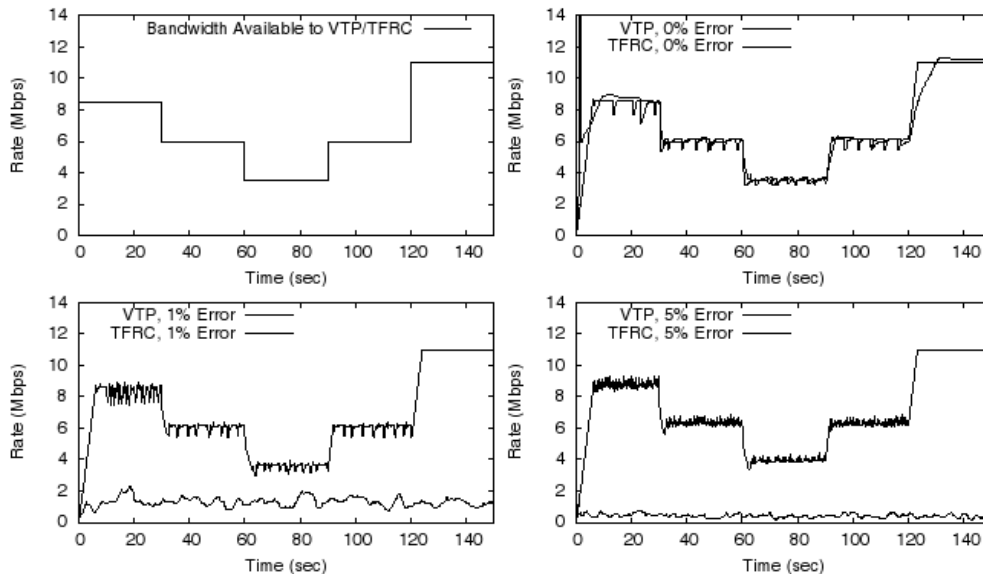 Bandwidth Available to VTP/TFRC
Rate (Mbps)
14
12
10
8
6
4
2
0
0 20 40 60 80 100 120 140
Time (sec)
VTP, 0% Error
TFRC, 0% Error
Rate (Mbps)
14
12
10
8
6
4
2
0
0 20 40 60 80 100 120 140
Time (sec)
VTP, 1% Error
TFRC, 1% Error
Rate (Mbps)
14
12
10
8
6
4
2
0
0 20 40 60 80 100 120 140
Time (sec)
VTP, 5% Error
TFRC, 5% Error
Rate (Mbps)
14
12
10
8
6
4
2
0
0 20 40 60 80 100 120 140
Time (sec)